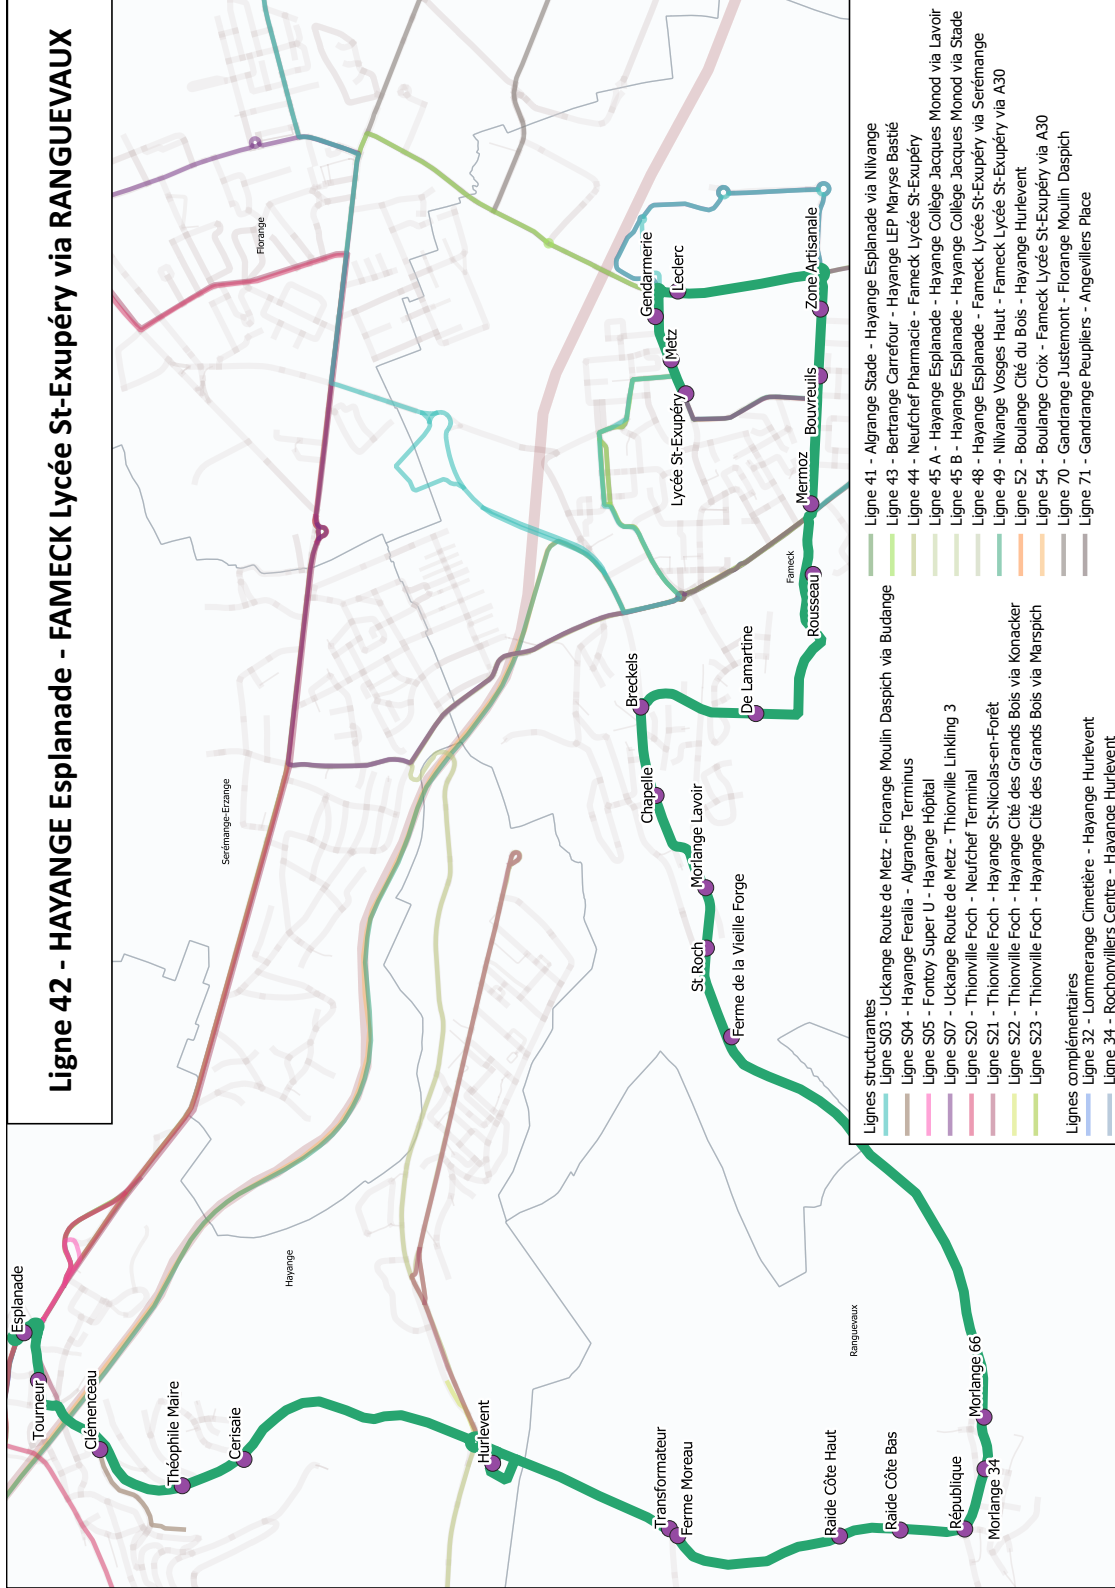 Ligne 42 - HAYANGE Esplanade - FAMECK Lycée St-Exupéry via RANGUEVAUX
Esplanade
Tourneur
Clémenceau
Théophile Maire
Cerisaie
Hurlevent
Transformateur
Ferme Moreau
Raide Côte Haut
Raide Côte Bas
République
Morlange 34
Morlange 66
Ferme de la Vieille Forge
St Roch
Morlange Lavoir
Chapelle
Breckels
De Lamartine
Rousseau
Mermoz
Bouvreuils
Zone Artisanale
Leclerc
Gendarmerie
Metz
Lycée St-Exupéry
Florange
Serémange-Erzange
Hayange
Ranguevaux
Fameck
Lignes structurantes
Ligne S03 - Uckange Route de Metz - Florange Moulin Daspich via Budange
Ligne S04 - Hayange Feralia - Algrange Terminus
Ligne S05 - Fontoy Super U - Hayange Hôpital
Ligne S07 - Uckange Route de Metz - Thionville Linkling 3
Ligne S20 - Thionville Foch - Neufchef Terminal
Ligne S21 - Thionville Foch - Hayange St-Nicolas-en-Forêt
Ligne S22 - Thionville Foch - Hayange Cité des Grands Bois via Konacker
Ligne S23 - Thionville Foch - Hayange Cité des Grands Bois via Marspich
Lignes complémentaires
Ligne 32 - Lommerange Cimetière - Hayange Hurlevent
Ligne 34 - Rochonvillers Centre - Hayange Hurlevent
Ligne 41 - Algrange Stade - Hayange Esplanade via Nilvange
Ligne 43 - Bertrange Carrefour - Hayange LEP Maryse Bastié
Ligne 44 - Neufchef Pharmacie - Fameck Lycée St-Exupéry
Ligne 45 A - Hayange Esplanade - Hayange Collège Jacques Monod via Lavoir
Ligne 45 B - Hayange Esplanade - Hayange Collège Jacques Monod via Stade
Ligne 48 - Hayange Esplanade - Fameck Lycée St-Exupéry via Serémange
Ligne 49 - Nilvange Vosges Haut - Fameck Lycée St-Exupéry via A30
Ligne 52 - Boulange Cité du Bois - Hayange Hurlevent
Ligne 54 - Boulange Croix - Fameck Lycée St-Exupéry via A30
Ligne 70 - Gandrange Justemont - Florange Moulin Daspich
Ligne 71 - Gandrange Peupliers - Angevillers Place